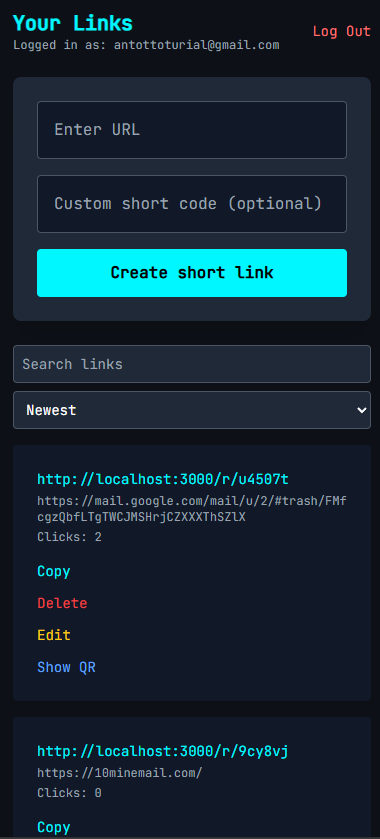 Your Links
Logged in as: antottoturial@gmail.com
Log Out
Enter URL
Custom short code (optional)
Create short link
Search links
Newest
http://localhost:3000/r/u4507t
https://mail.google.com/mail/u/2/#trash/FMf
cgzQbfLTgTWCJMSHrjCZXXXThSZlX
Clicks: 2
Copy
Delete
Edit
Show QR
http://localhost:3000/r/9cy8vj
https://10minemail.com/
Clicks: 0
Copy